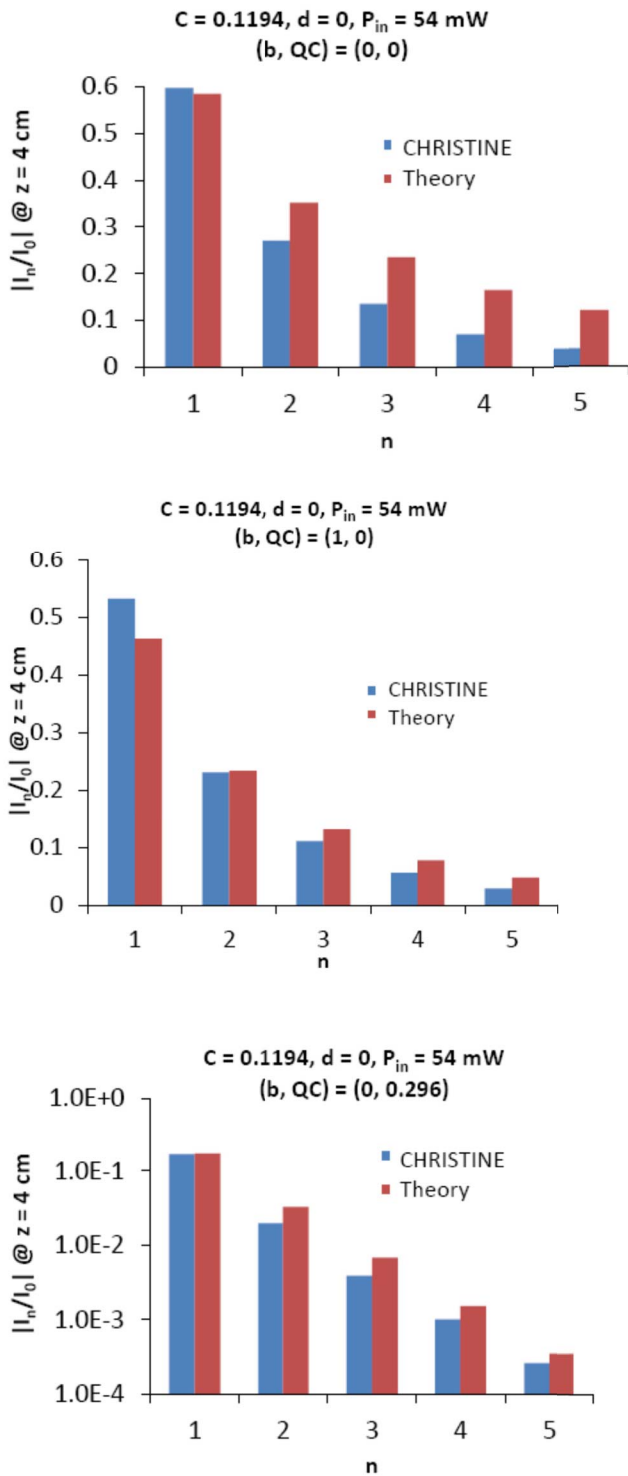 C = 0.1194, d = 0, P_in = 54 mW
(b, QC) = (0, 0)
|I_n/I_0| @ z = 4 cm
0.6
0.5
0.4
0.3
0.2
0.1
0
CHRISTINE
Theory
1 2 3 4 5
n
C = 0.1194, d = 0, P_in = 54 mW
(b, QC) = (1, 0)
|I_n/I_0| @ z = 4 cm
0.6
0.5
0.4
0.3
0.2
0.1
0
CHRISTINE
Theory
1 2 3 4 5
n
C = 0.1194, d = 0, P_in = 54 mW
(b, QC) = (0, 0.296)
|I_n/I_0| @ z = 4 cm
1.0E+0
1.0E-1
1.0E-2
1.0E-3
1.0E-4
CHRISTINE
Theory
1 2 3 4 5
n